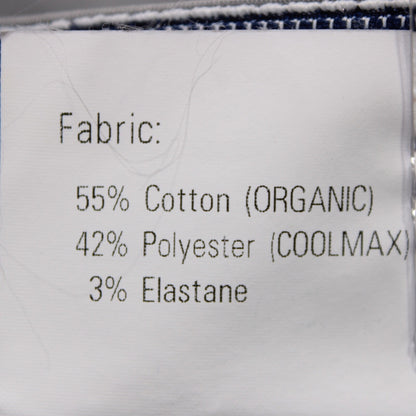 Fabric:
55% Cotton (ORGANIC)
42% Polyester (COOLMAX)
3% Elastane